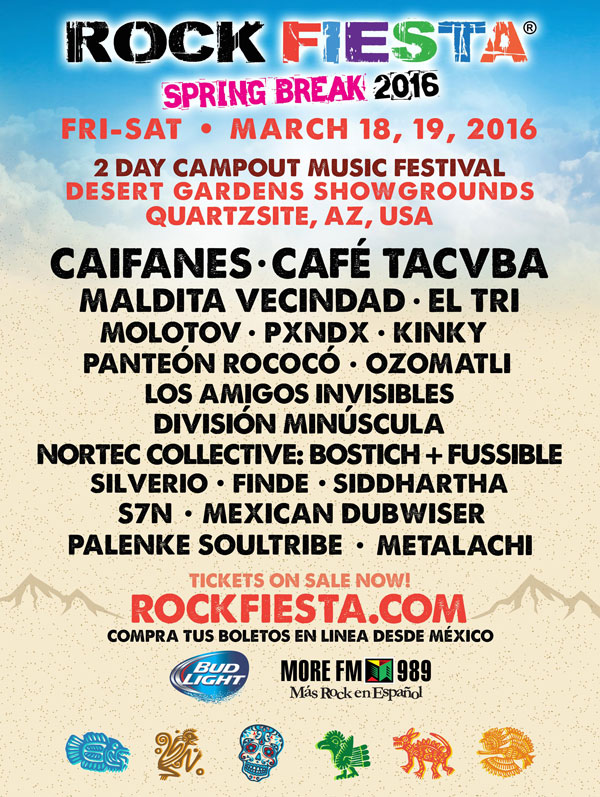 ROCK FIESTA®
SPRING BREAK 2016
FRI-SAT • MARCH 18, 19, 2016
2 DAY CAMPOUT MUSIC FESTIVAL
DESERT GARDENS SHOWGROUNDS
QUARTZSITE, AZ, USA
CAIFANES · CAFÉ TACVBA
MALDITA VECINDAD · EL TRI
MOLOTOV · PXNDX · KINKY
PANTEÓN ROCOCÓ · OZOMATLI
LOS AMIGOS INVISIBLES
DIVISIÓN MINÚSCULA
NORTEC COLLECTIVE: BOSTICH + FUSSIBLE
SILVERIO · FINDE · SIDDHARTHA
S7N · MEXICAN DUBWISER
PALENKE SOULTRIBE · METALACHI
TICKETS ON SALE NOW!
ROCKFIESTA.COM
COMPRA TUS BOLETOS EN LINEA DESDE MÉXICO
BUD LIGHT
MORE FM 989
Más Rock en Español